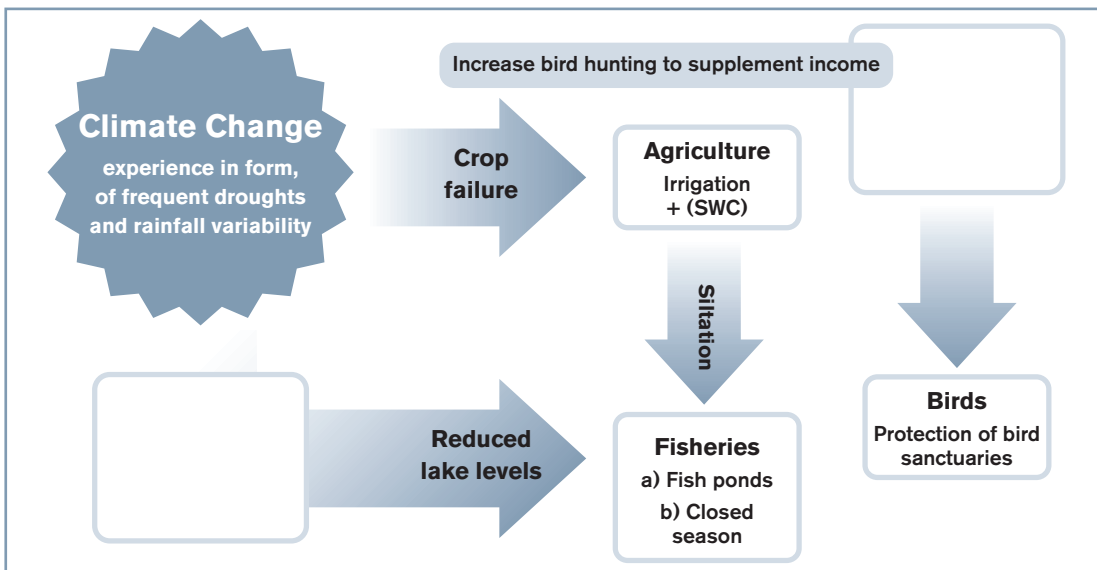 Climate Change
experience in form,
of frequent droughts
and rainfall variability
Increase bird hunting to supplement income
Crop
failure
Agriculture
Irrigation
+ (SWC)
Siltation
Reduced
lake levels
Fisheries
a) Fish ponds
b) Closed
season
Birds
Protection of bird
sanctuaries